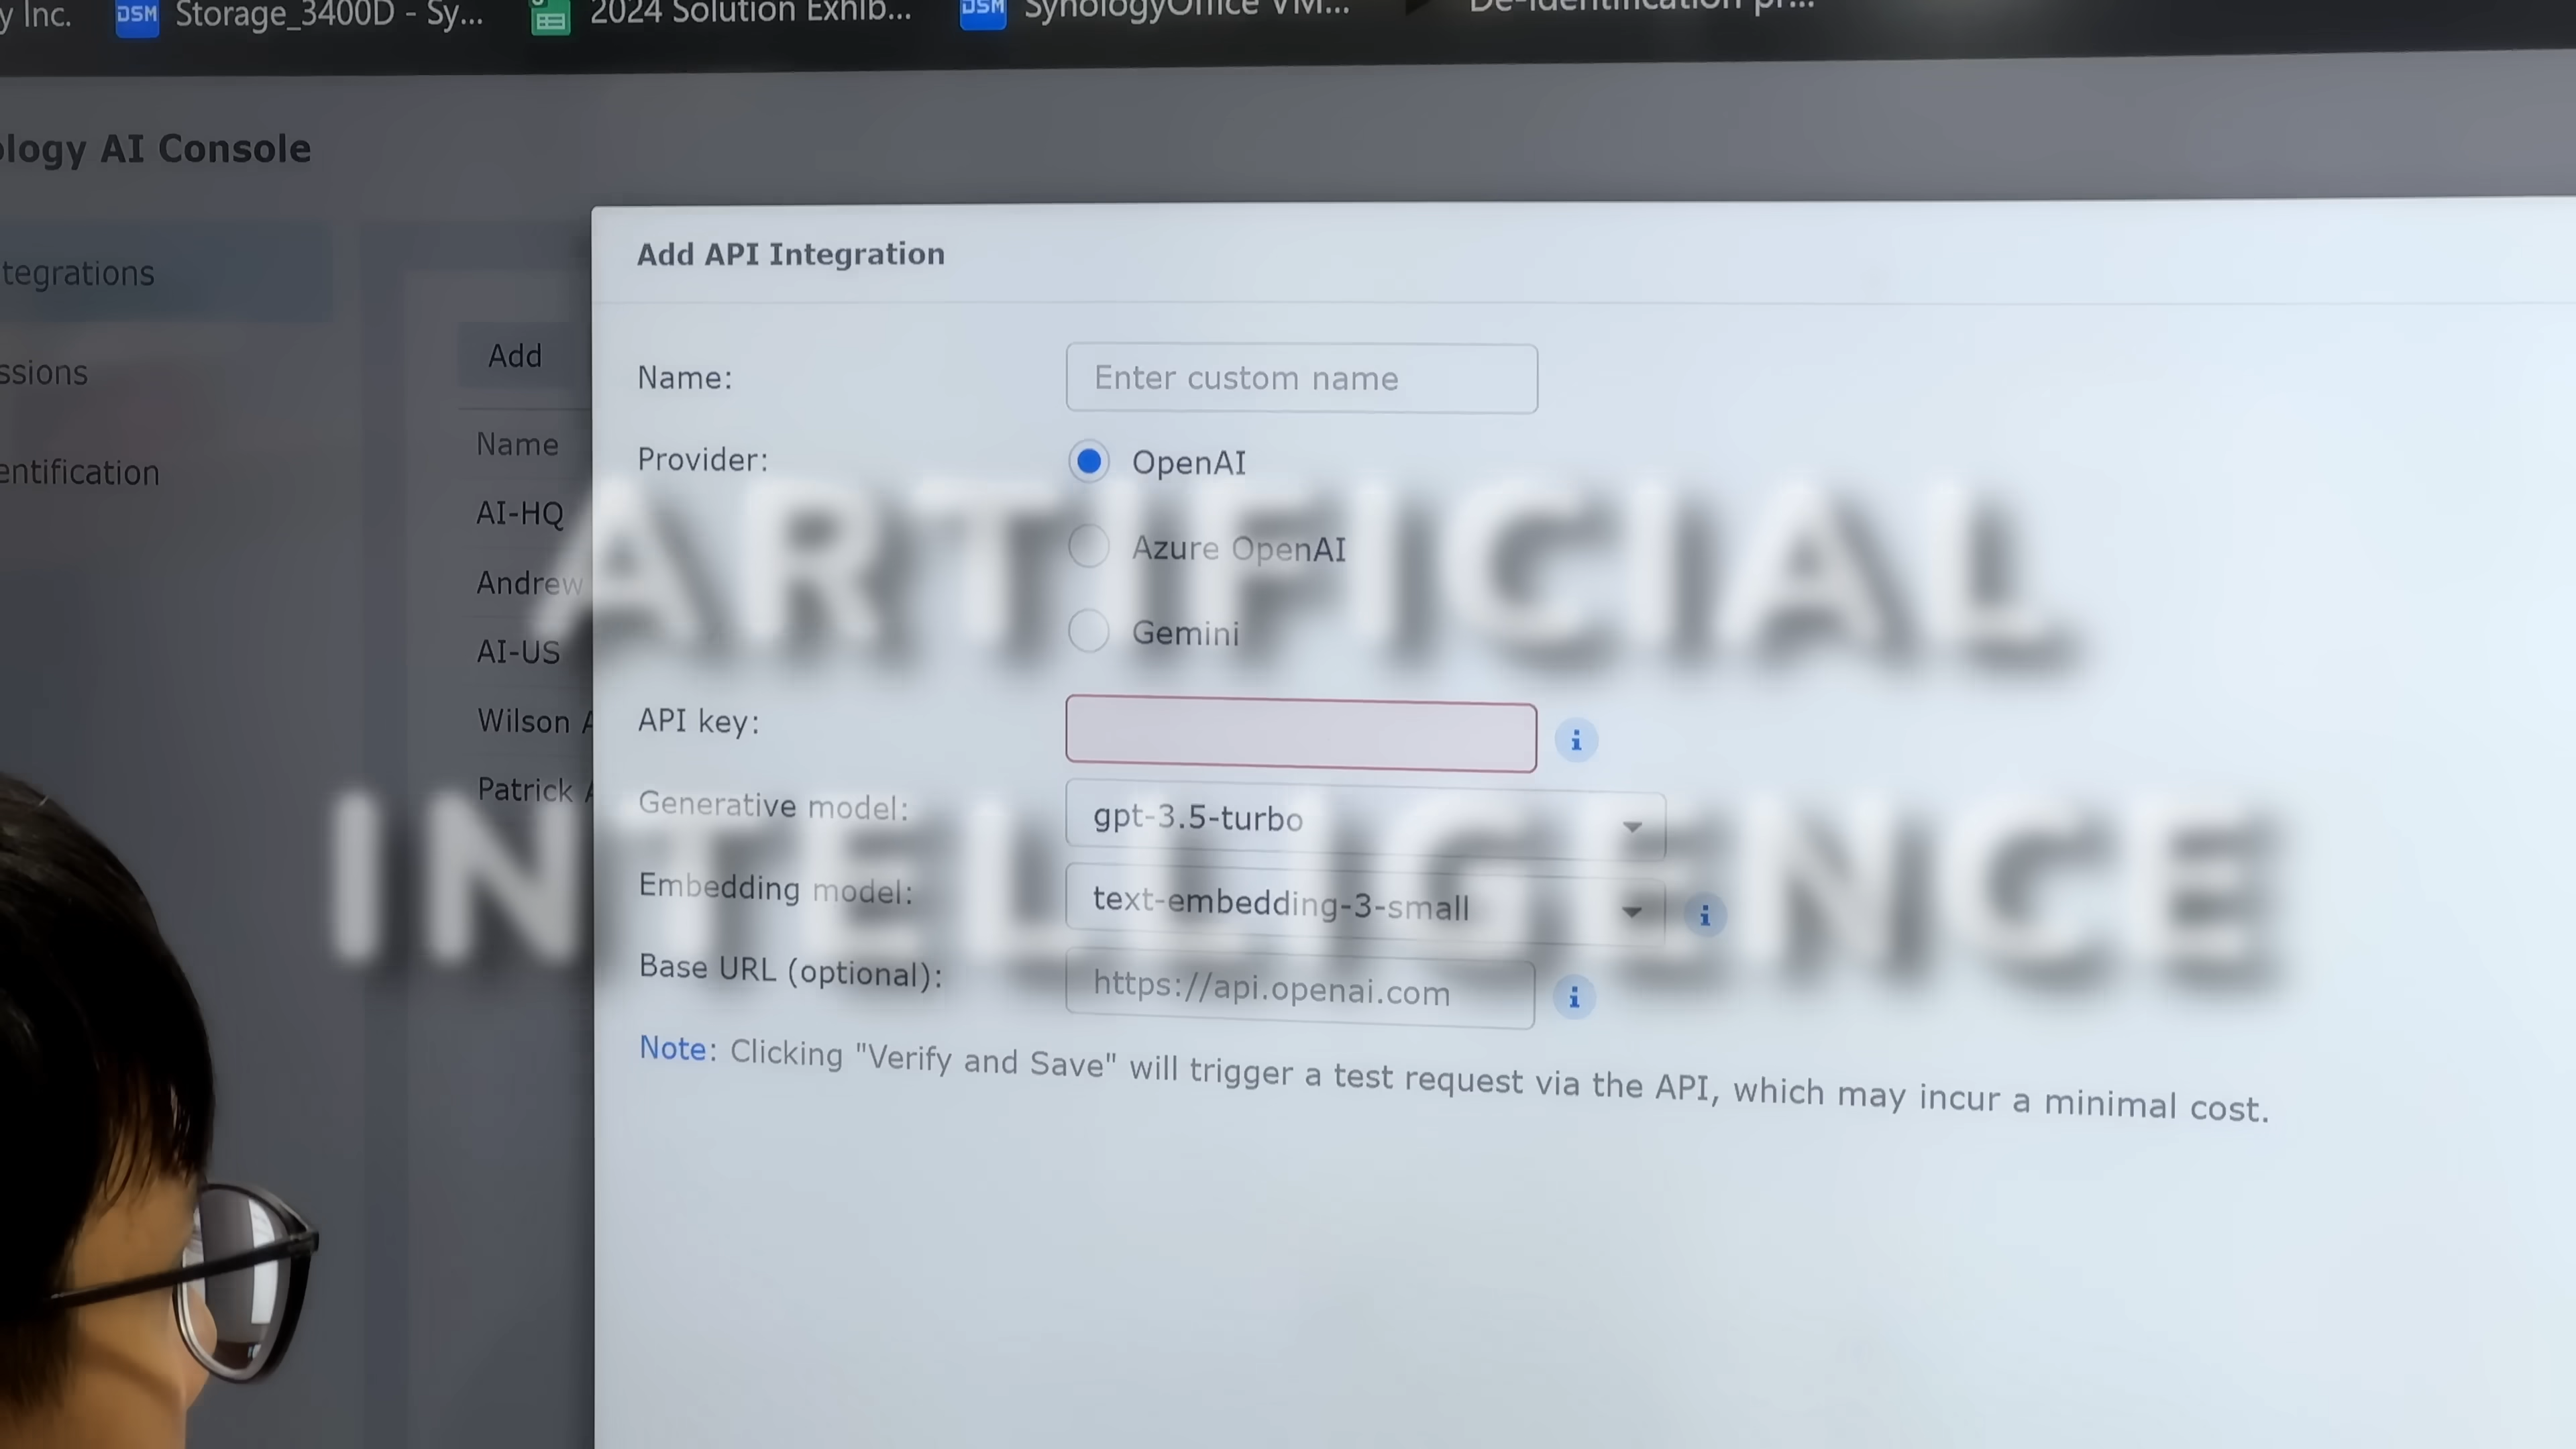 y Inc.
DSM Storage_3400D - Sy...
2024 Solution Exhib...
DSM SynologyOffice VM...
De-identification pr...
ology AI Console
tegrations
ssions
entification
Add
Name
AI-HQ
Andrew
AI-US
Wilson A
Patrick A
Add API Integration
Name: Enter custom name
Provider: OpenAI
Azure OpenAI
Gemini
API key:
Generative model: gpt-3.5-turbo
Embedding model: text-embedding-3-small
Base URL (optional): https://api.openai.com
Note: Clicking "Verify and Save" will trigger a test request via the API, which may incur a minimal cost.
ARTIFICIAL
INTELLIGENCE